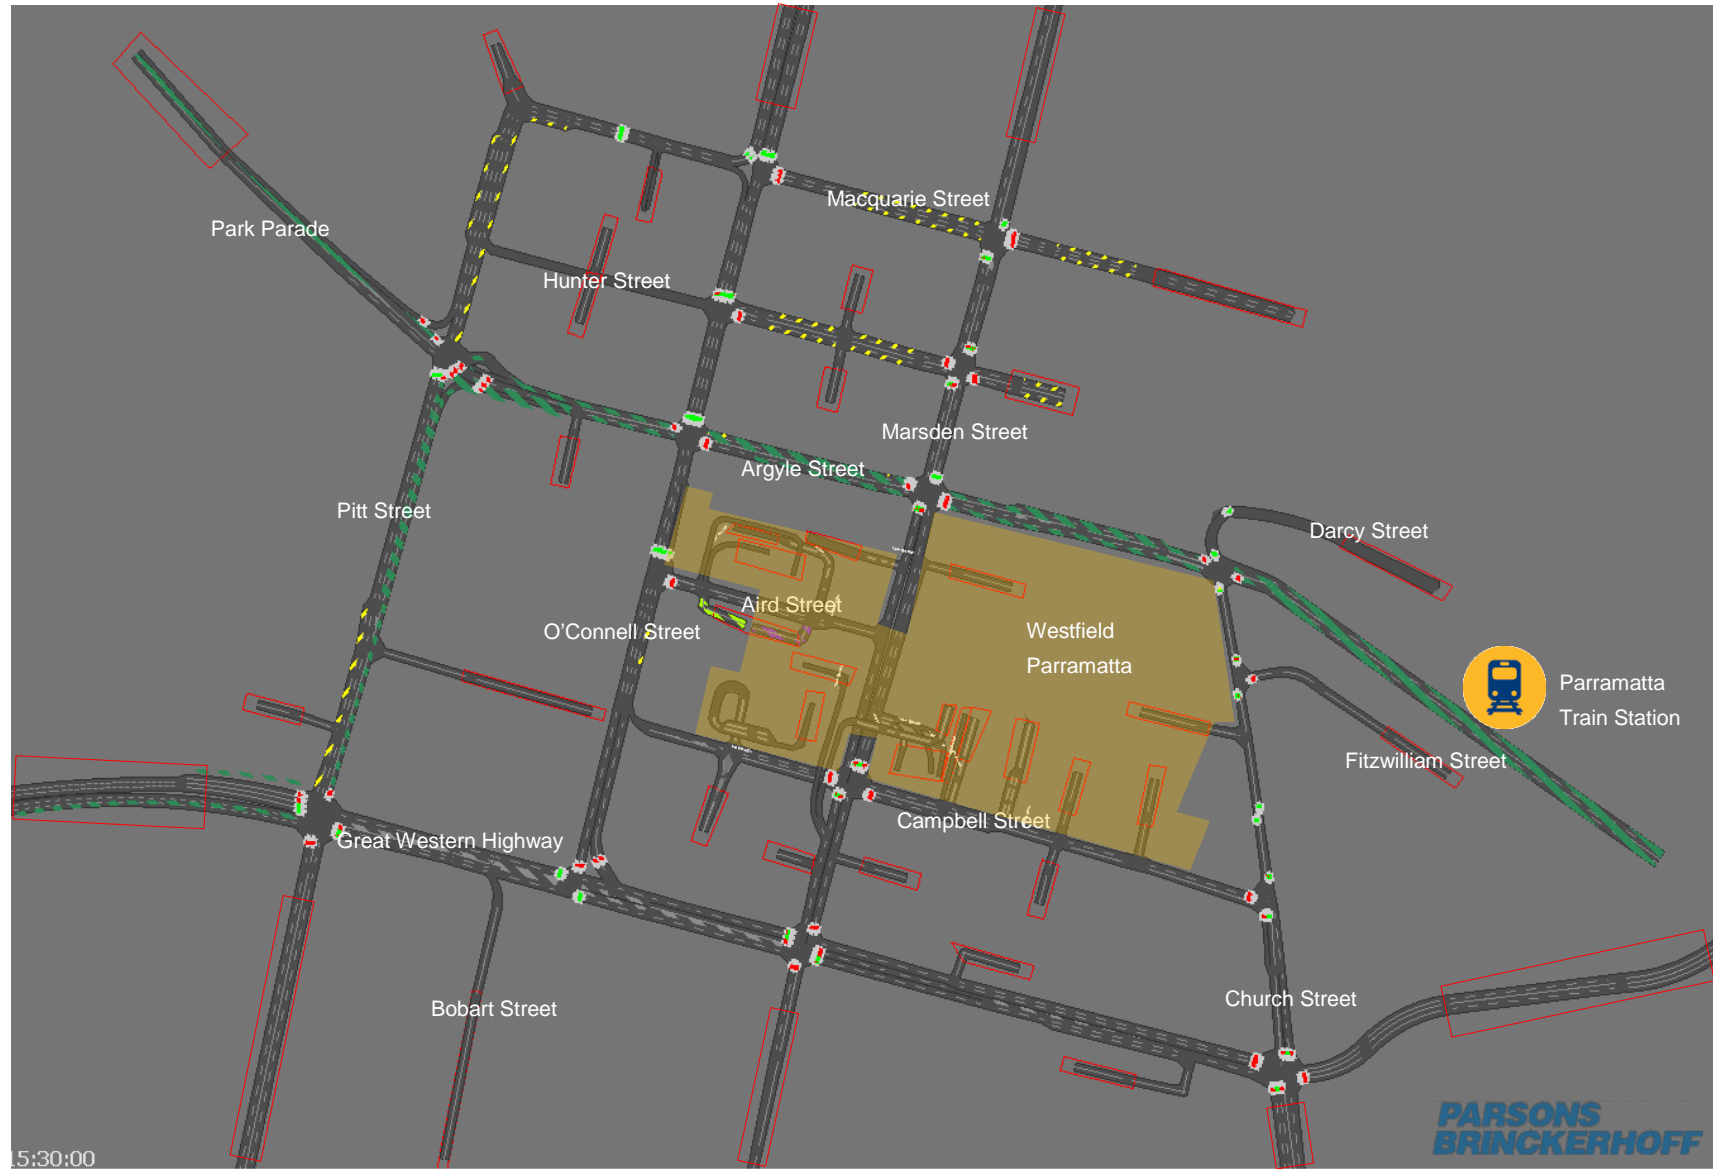 Macquarie Street
Park Parade
Hunter Street
Marsden Street
Argyle Street
Pitt Street
Darcy Street
Aird Street
O'Connell Street
Westfield
Parramatta
Parramatta
Train Station
Fitzwilliam Street
Campbell Street
Great Western Highway
Church Street
Bobart Street
PARSONS
BRINCKERHOFF
15:30:00